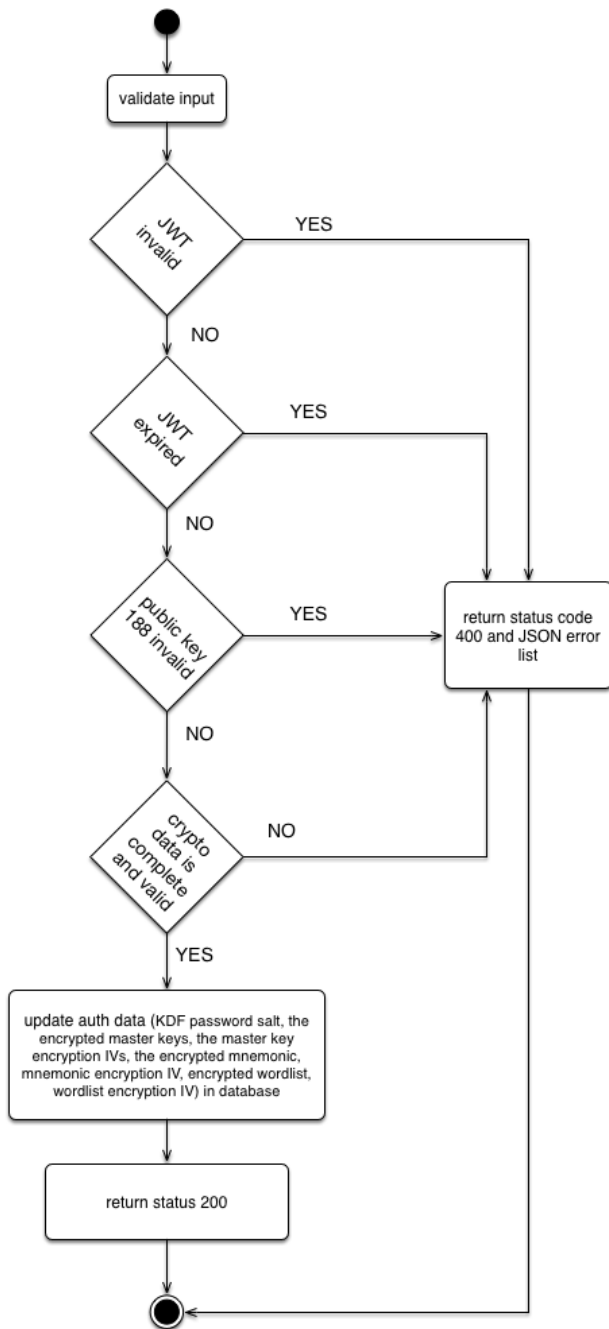 validate input
JWT
invalid
YES
NO
JWT
expired
YES
NO
public key
188 invalid
YES
return status code
400 and JSON error
list
NO
crypto
data is
complete
and valid
NO
YES
update auth data (KDF password salt, the
encrypted master keys, the master key
encryption IVs, the encrypted mnemonic,
mnemonic encryption IV, encrypted wordlist,
wordlist encryption IV) in database
return status 200